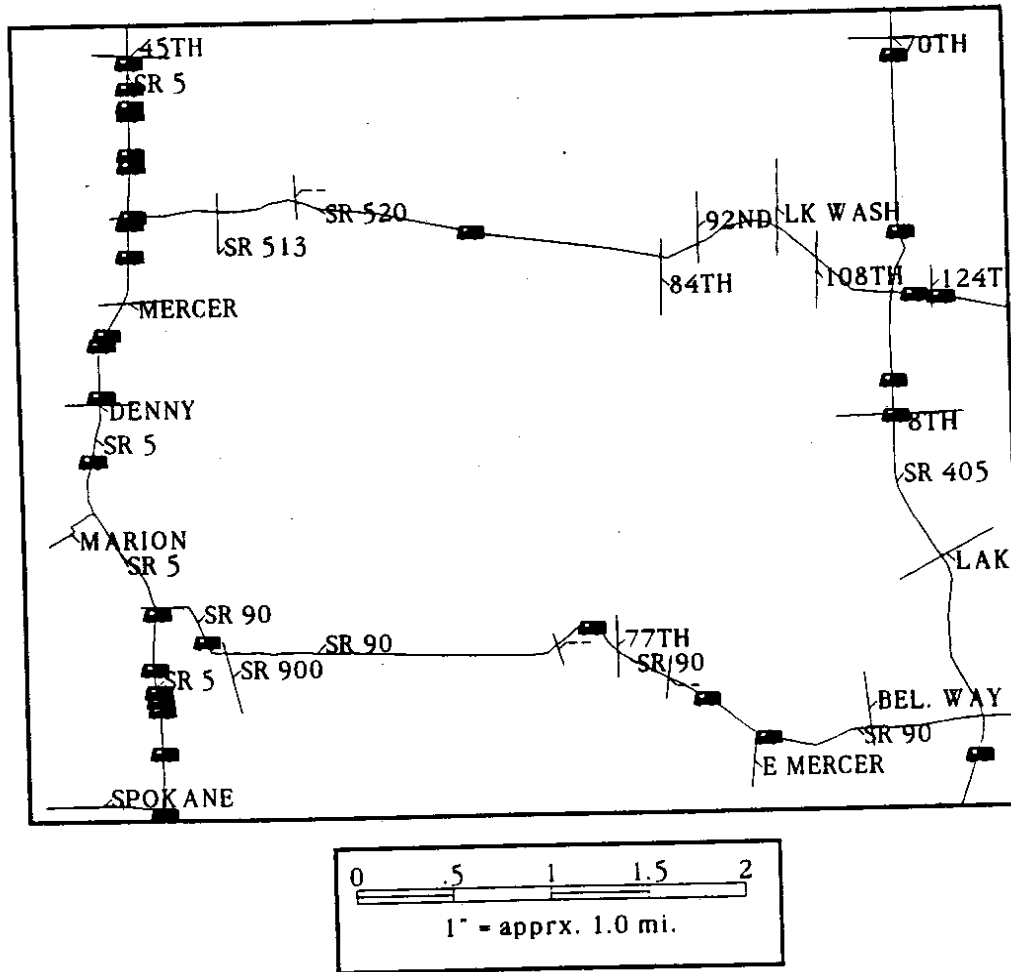 45TH
70TH
SR 5
SR 520
92ND
LK WASH
SR 513
84TH
108TH
124T
MERCER
DENNY
8TH
SR 5
SR 405
MARION
SR 5
LAK
SR 90
SR 90
77TH
SR 900
SR 90
SR 5
BEL. WAY
SR 90
E MERCER
SPOKANE
0 .5 1 1.5 2
1" = apprx. 1.0 mi.